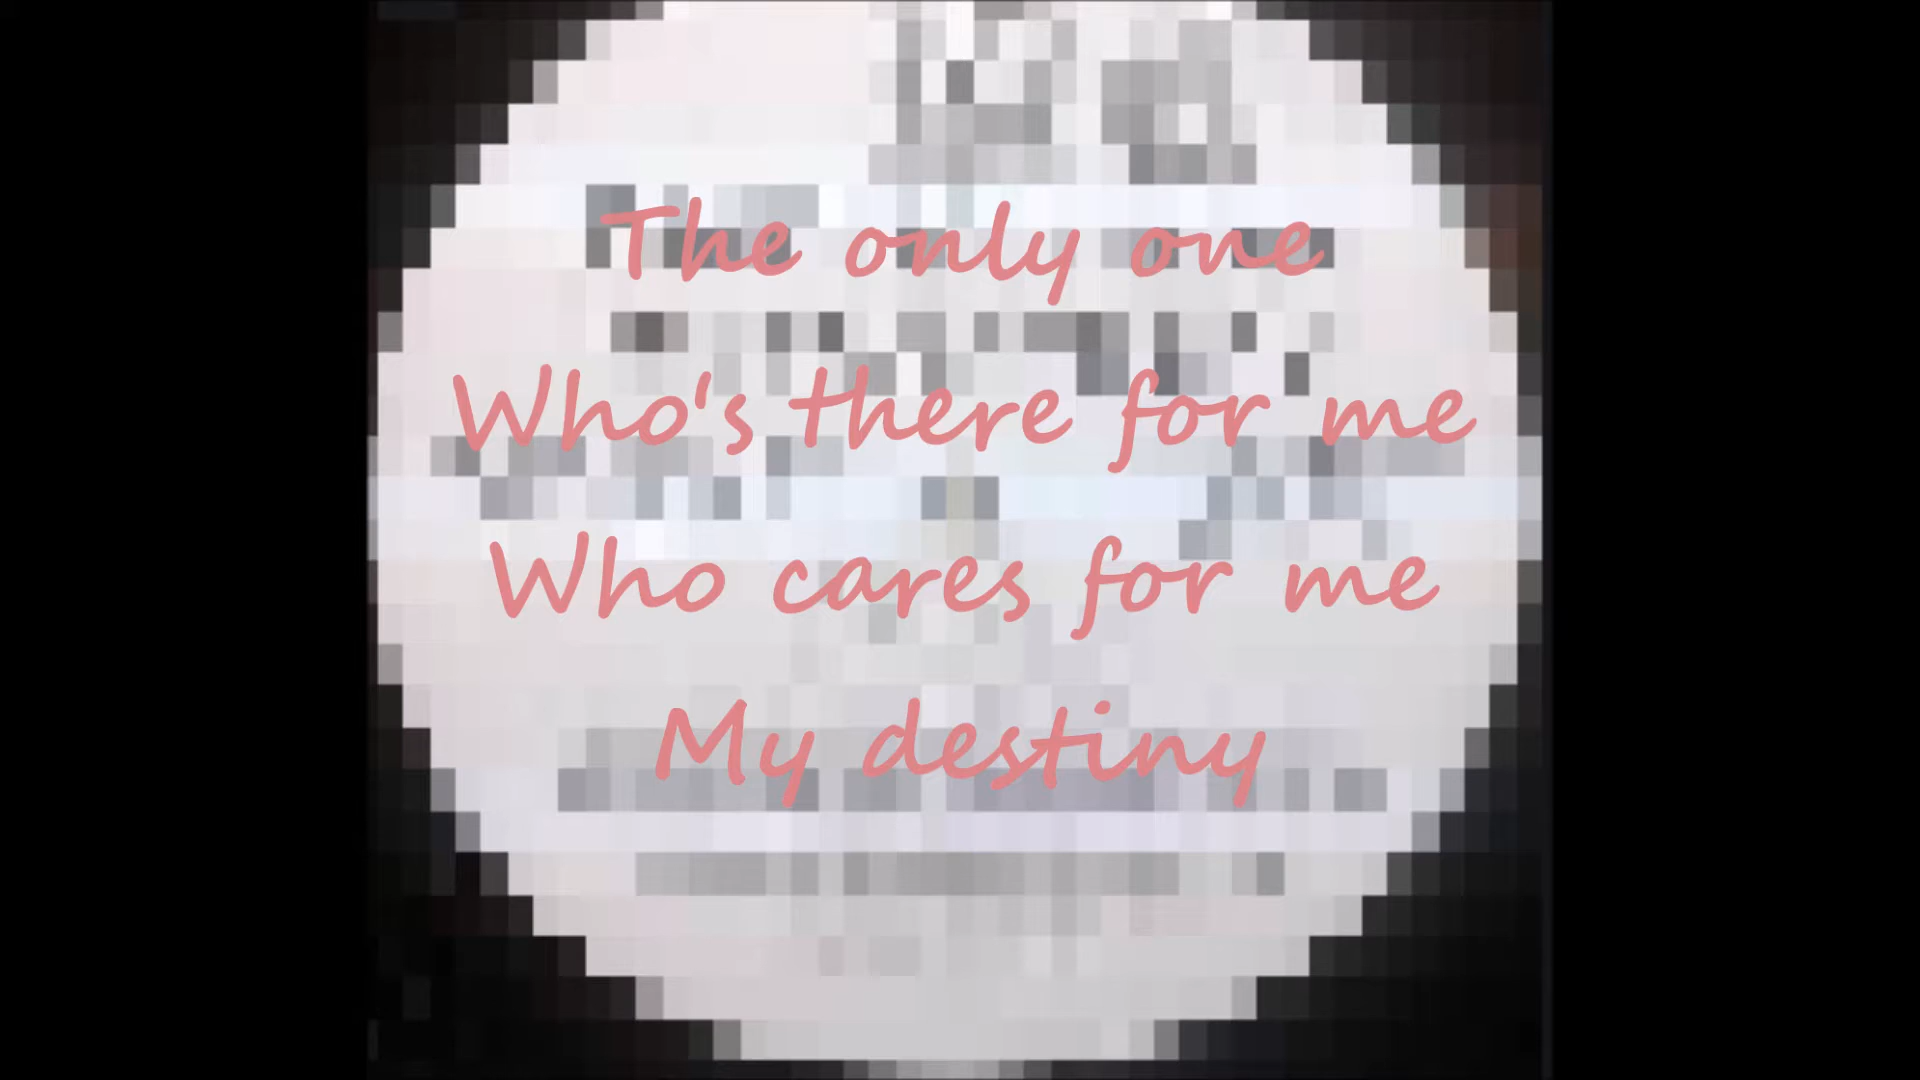 The only one
Who's there for me
Who cares for me
My destiny